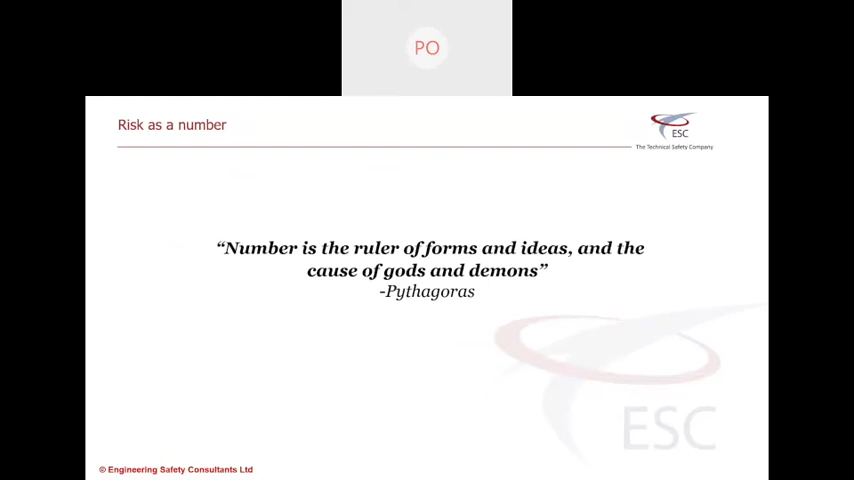 PO
Risk as a number
ESC
The Technical Safety Company
“Number is the ruler of forms and ideas, and the
cause of gods and demons”
-Pythagoras
ESC
© Engineering Safety Consultants Ltd